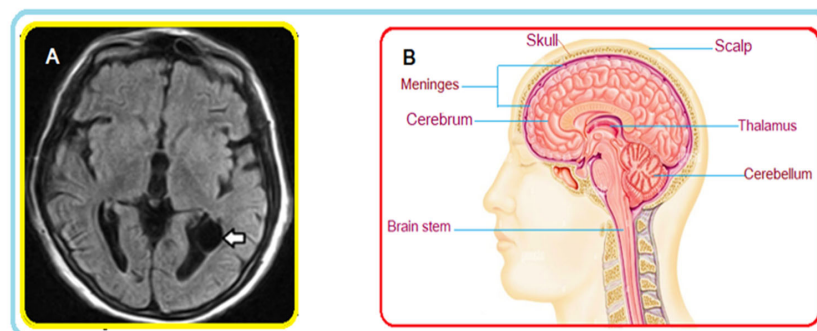 A
B
Skull
Scalp
Meninges
Cerebrum
Thalamus
Cerebellum
Brain stem